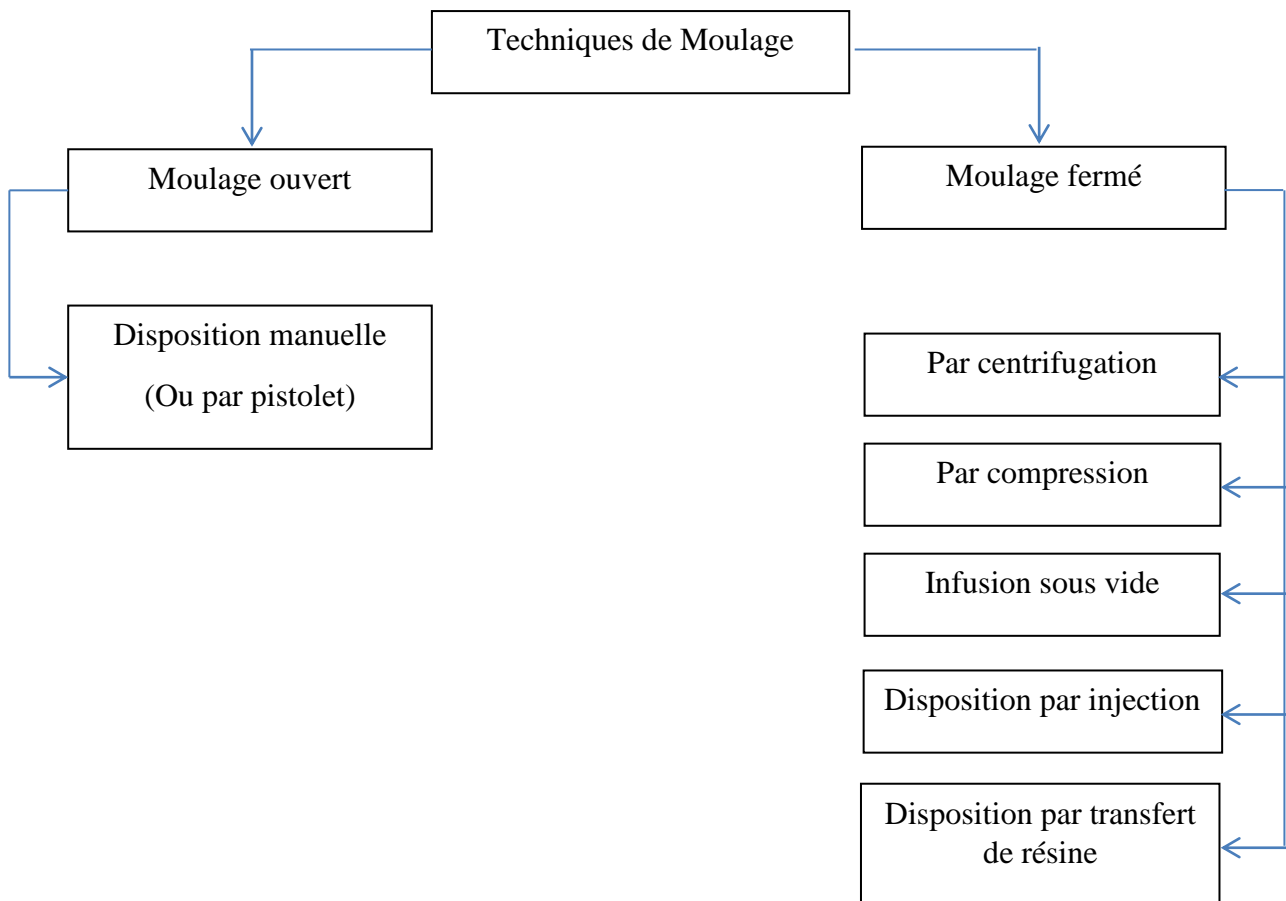 Techniques de Moulage
Moulage ouvert
Moulage fermé
Disposition manuelle
(Ou par pistolet)
Par centrifugation
Par compression
Infusion sous vide
Disposition par injection
Disposition par transfert
de résine